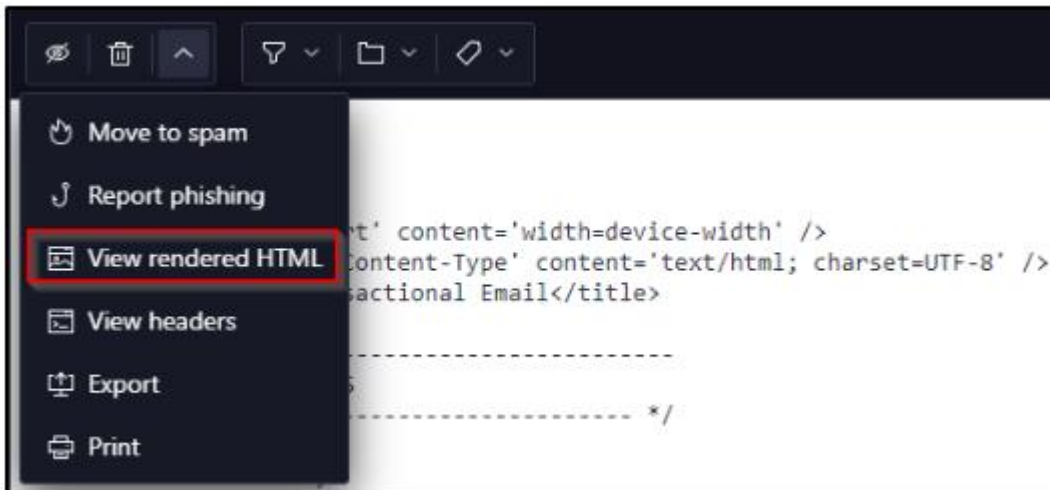 Move to spam
Report phishing
rt' content='width=device-width' />
View rendered HTML
Content-Type' content='text/html; charset=UTF-8' />
sactional Email</title>
View headers
------------------------
Export
--------------------- */
Print